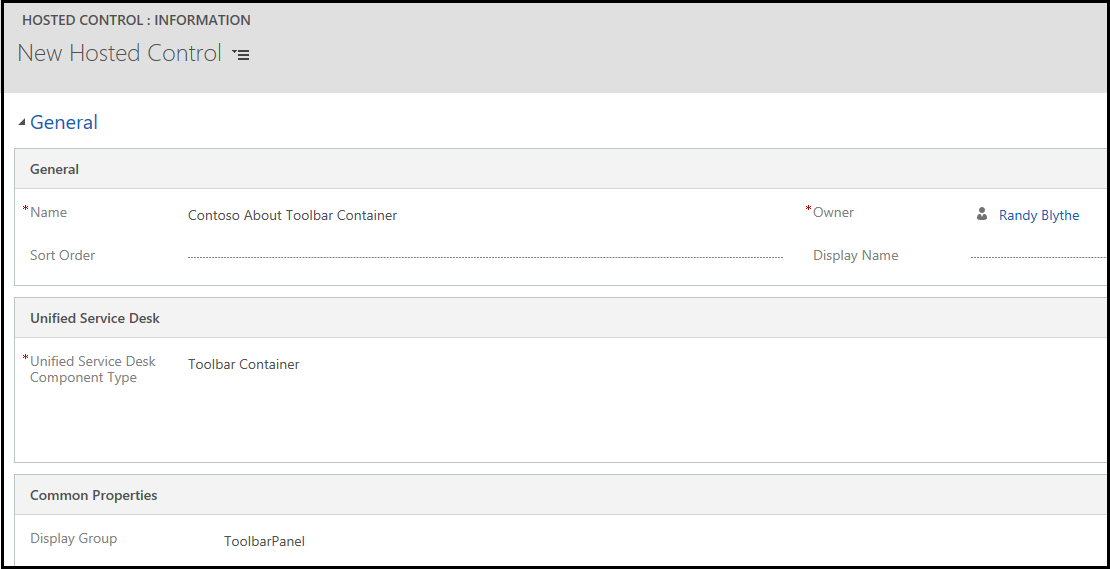 HOSTED CONTROL : INFORMATION
New Hosted Control
General
General
*Name Contoso About Toolbar Container *Owner Randy Blythe
Sort Order Display Name
Unified Service Desk
*Unified Service Desk
Component Type Toolbar Container
Common Properties
Display Group ToolbarPanel